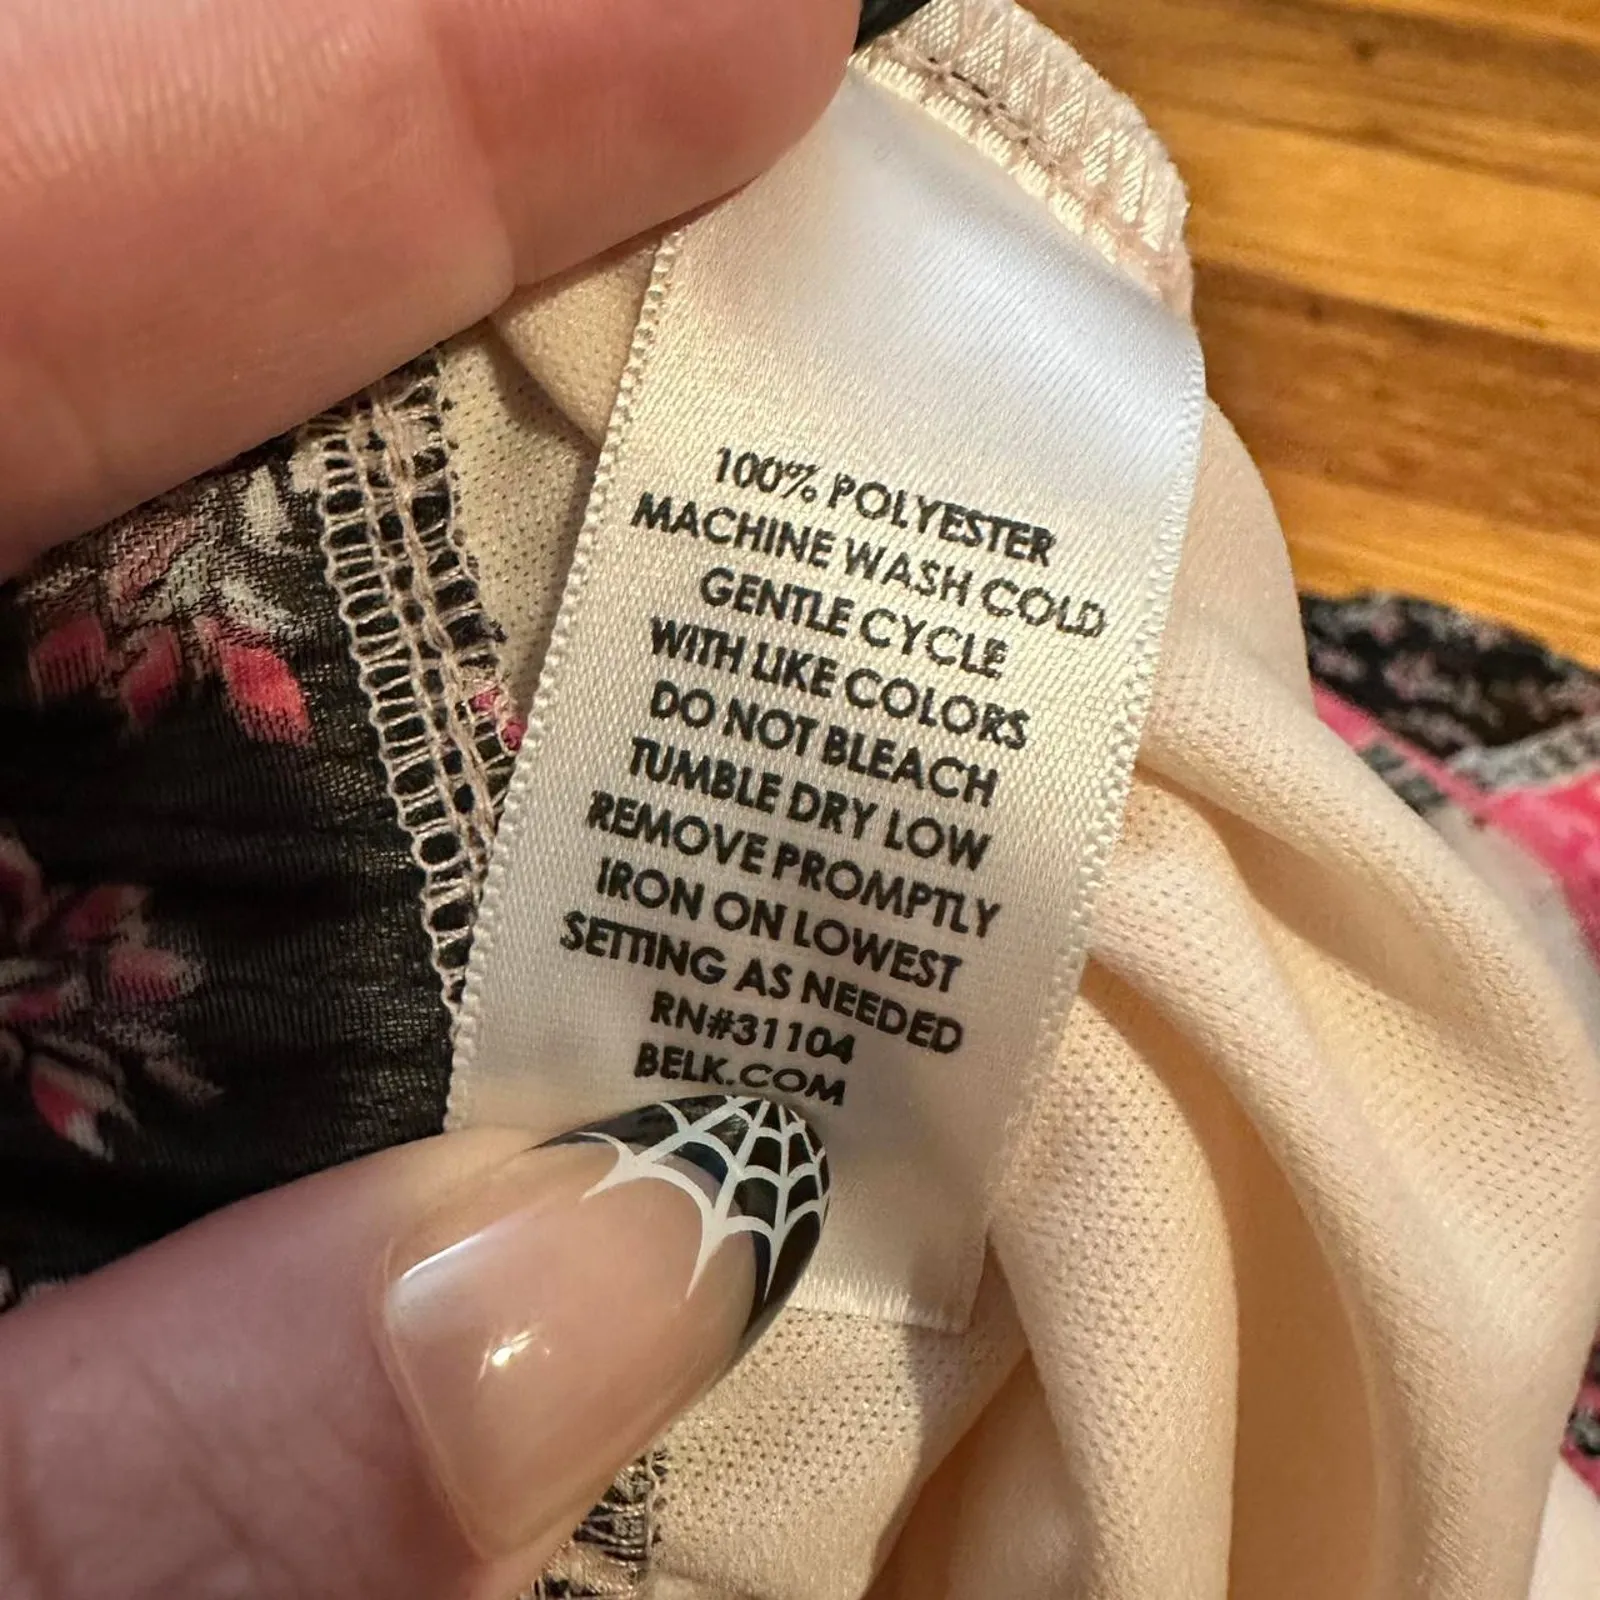 100% POLYESTER
MACHINE WASH COLD
GENTLE CYCLE
WITH LIKE COLORS
DO NOT BLEACH
TUMBLE DRY LOW
REMOVE PROMPTLY
IRON ON LOWEST
SETTING AS NEEDED
RN#31104
BELK.COM